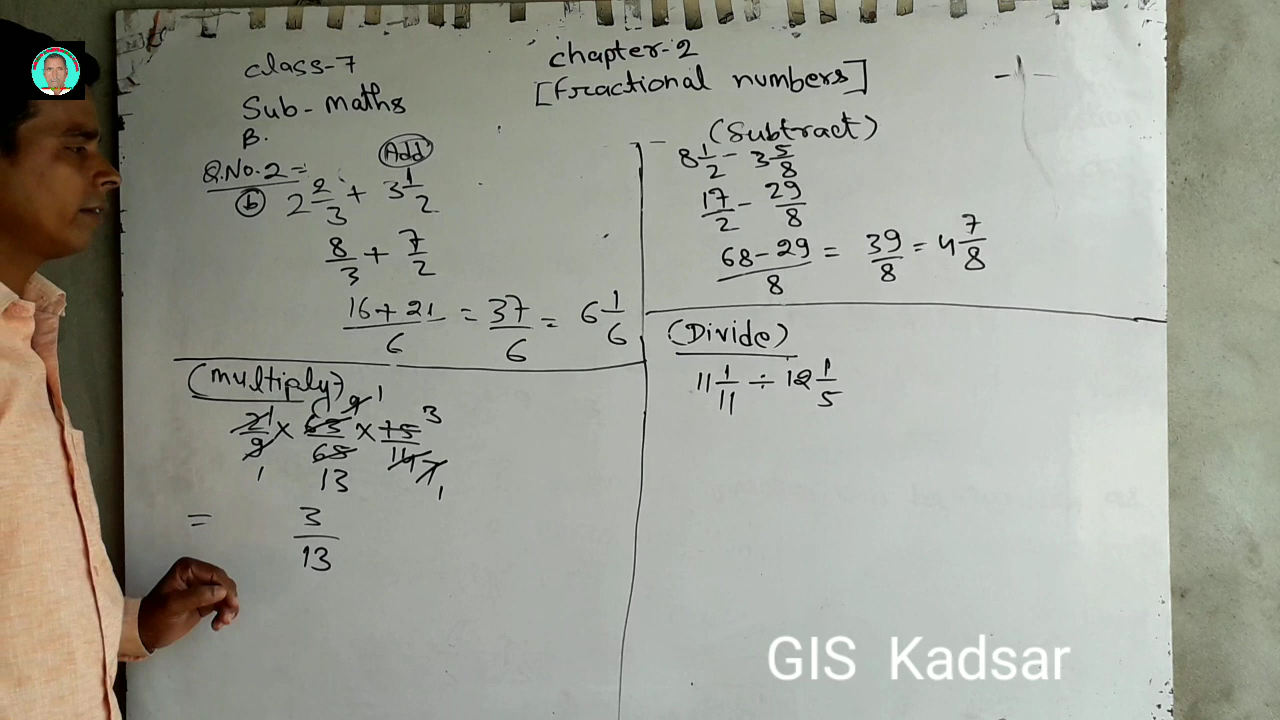 class-7
chapter-2
Sub-maths
[fractional numbers]
B.
Q.No.2=
(Add)
(b) 2 2/3 + 3 1/2
8/3 + 7/2
16+21/6 = 37/6 = 6 1/6
(Subtract)
8 1/2 - 3 5/8
17/2 - 29/8
68-29/8 = 39/8 = 4 7/8
(multiply)
= 3/13
(Divide)
11 1/11 ÷ 12 1/5
GIS Kadsar